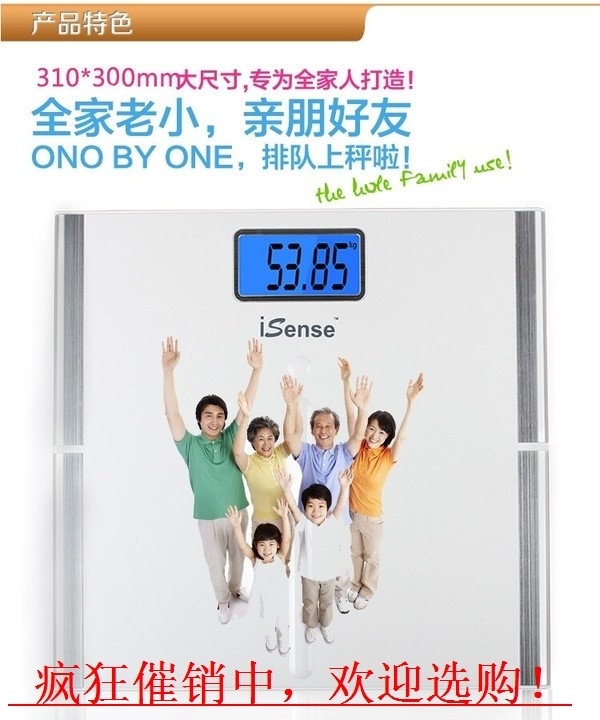 产品特色
310*300mm大尺寸,专为全家人打造!
全家老小，亲朋好友
ONO BY ONE，排队上秤啦!
the hole Family use!
53.85 kg
iSense™
疯狂催销中，欢迎选购!